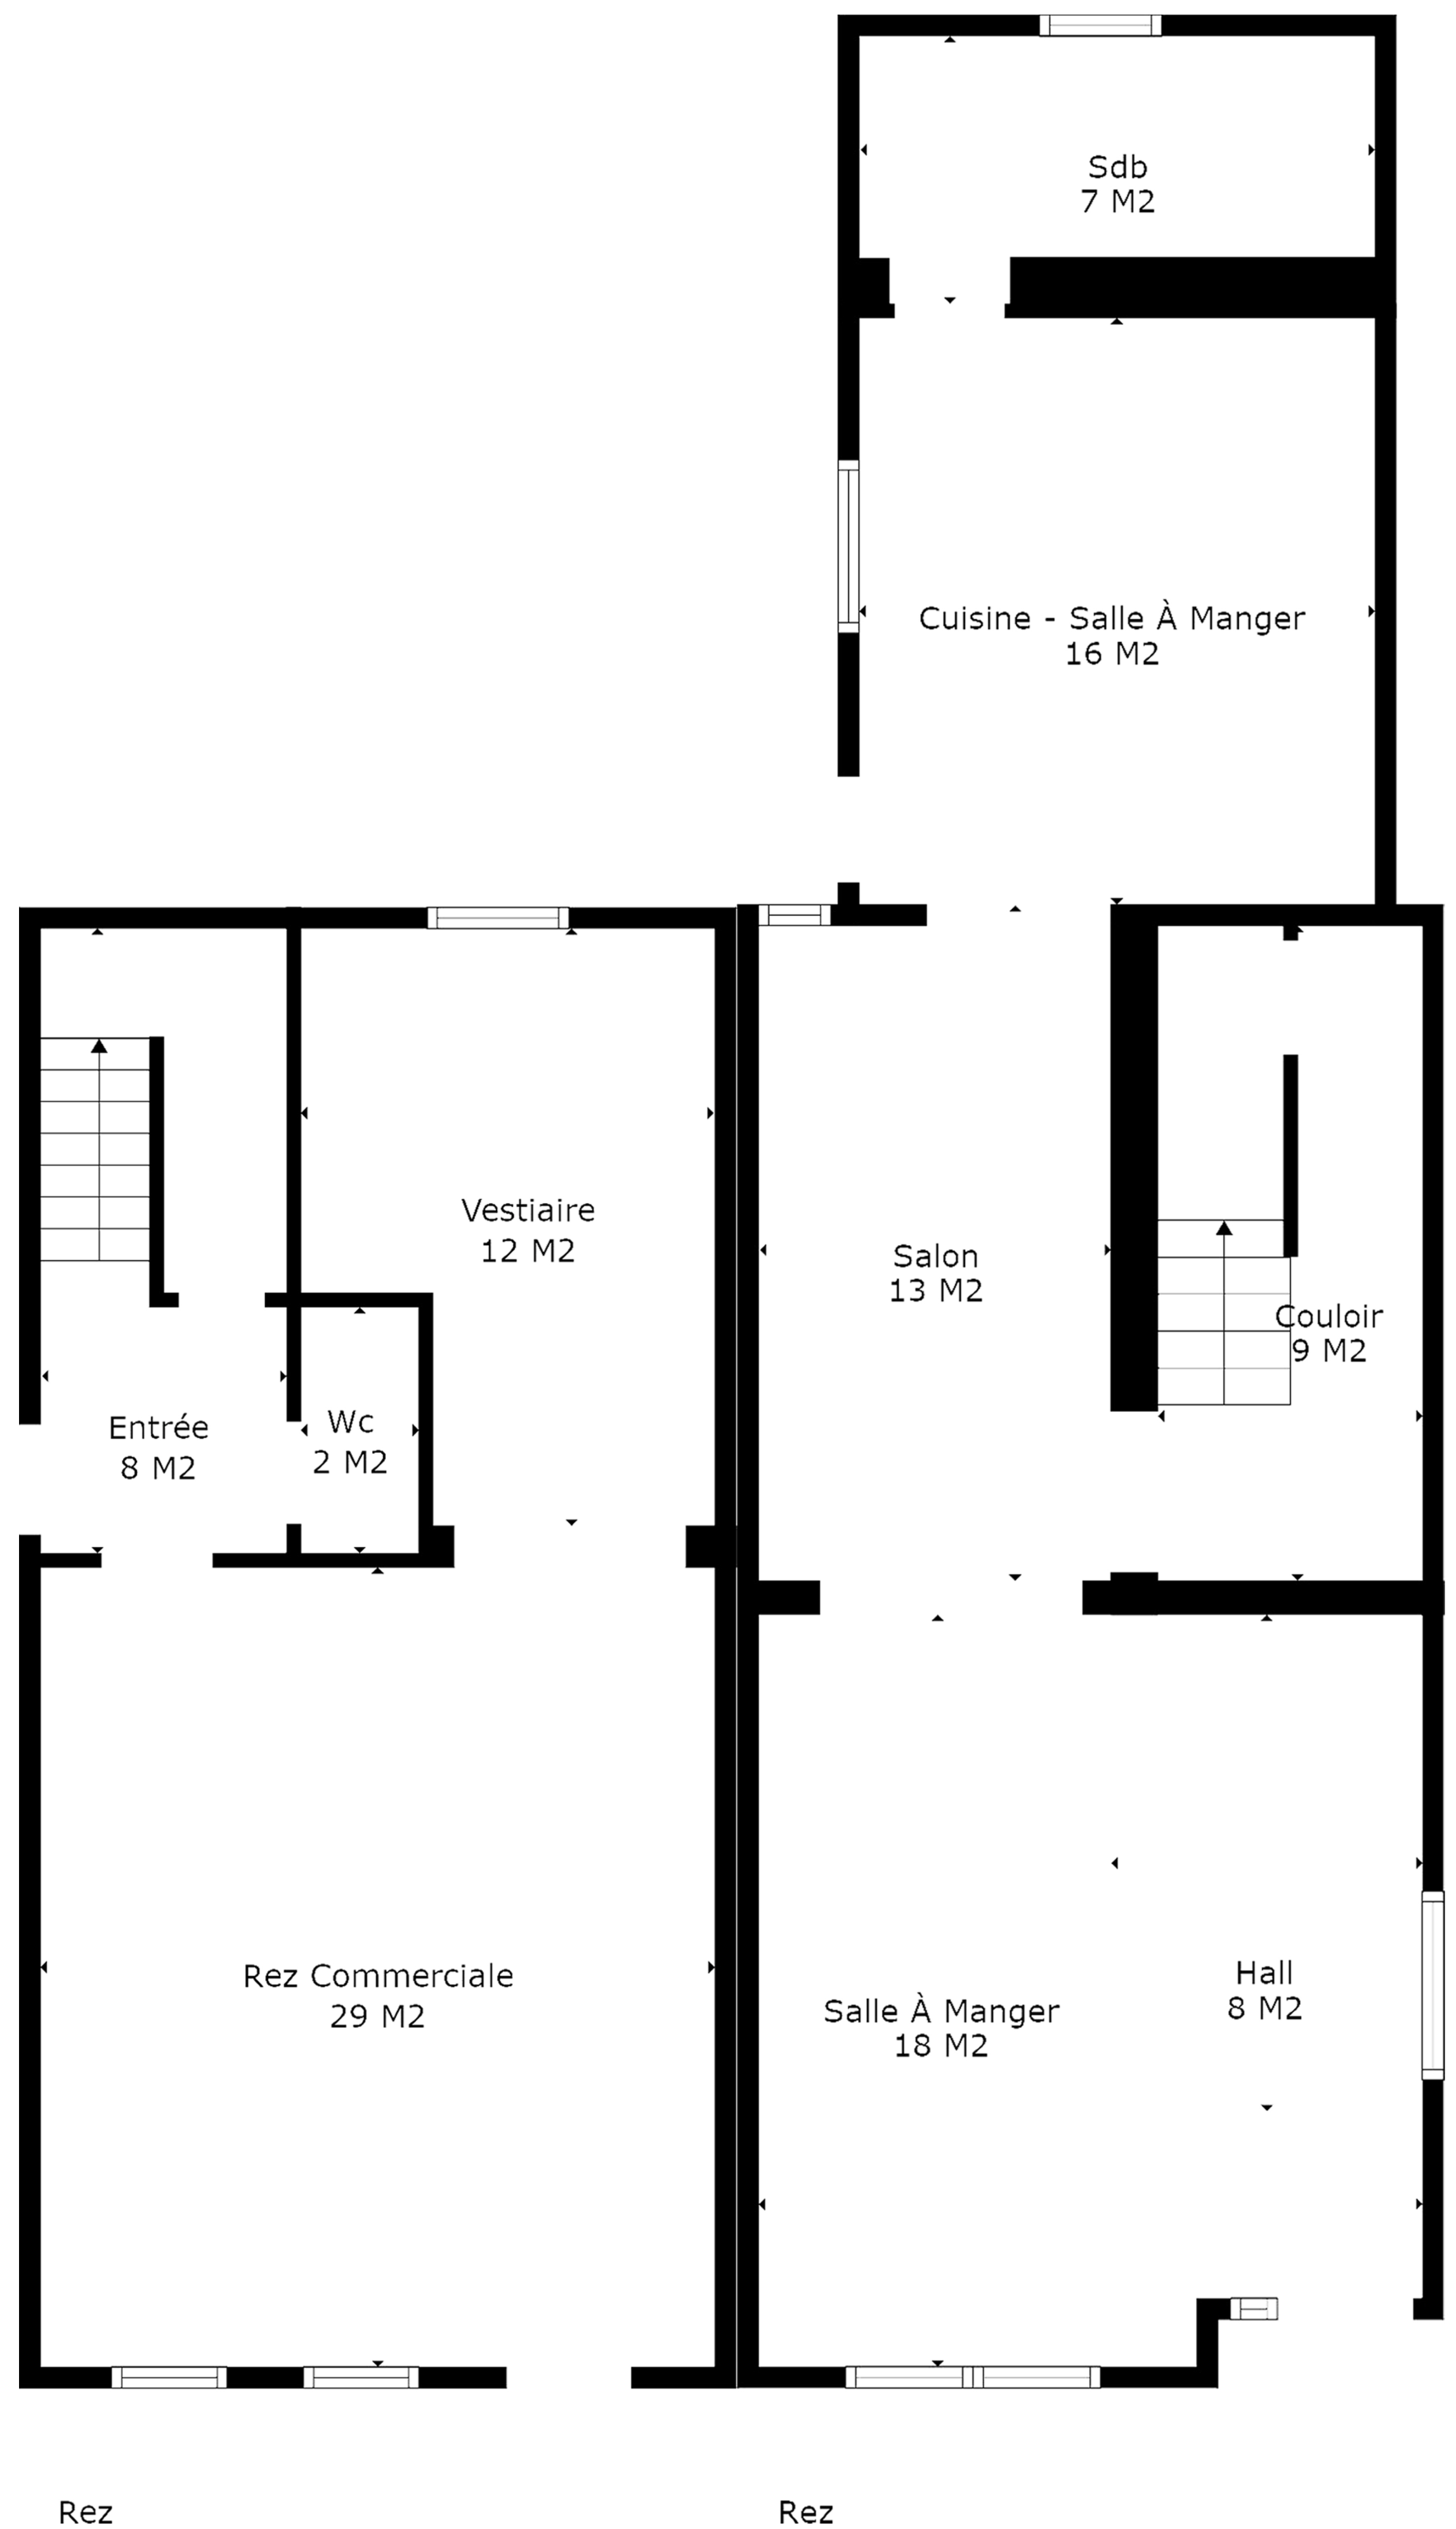 Sdb
7 M2
Cuisine - Salle À Manger
16 M2
Vestiaire
12 M2
Salon
13 M2
Couloir
9 M2
Entrée
8 M2
Wc
2 M2
Rez Commerciale
29 M2
Hall
8 M2
Salle À Manger
18 M2
Rez
Rez